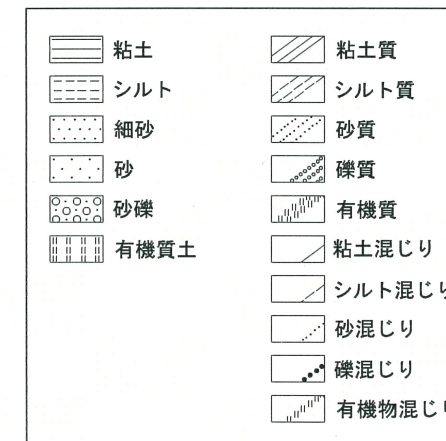 粘土
シルト
細砂
砂
砂礫
有機質土
粘土質
シルト質
砂質
礫質
有機質
粘土混じり
シルト混じり
砂混じり
礫混じり
有機物混じり